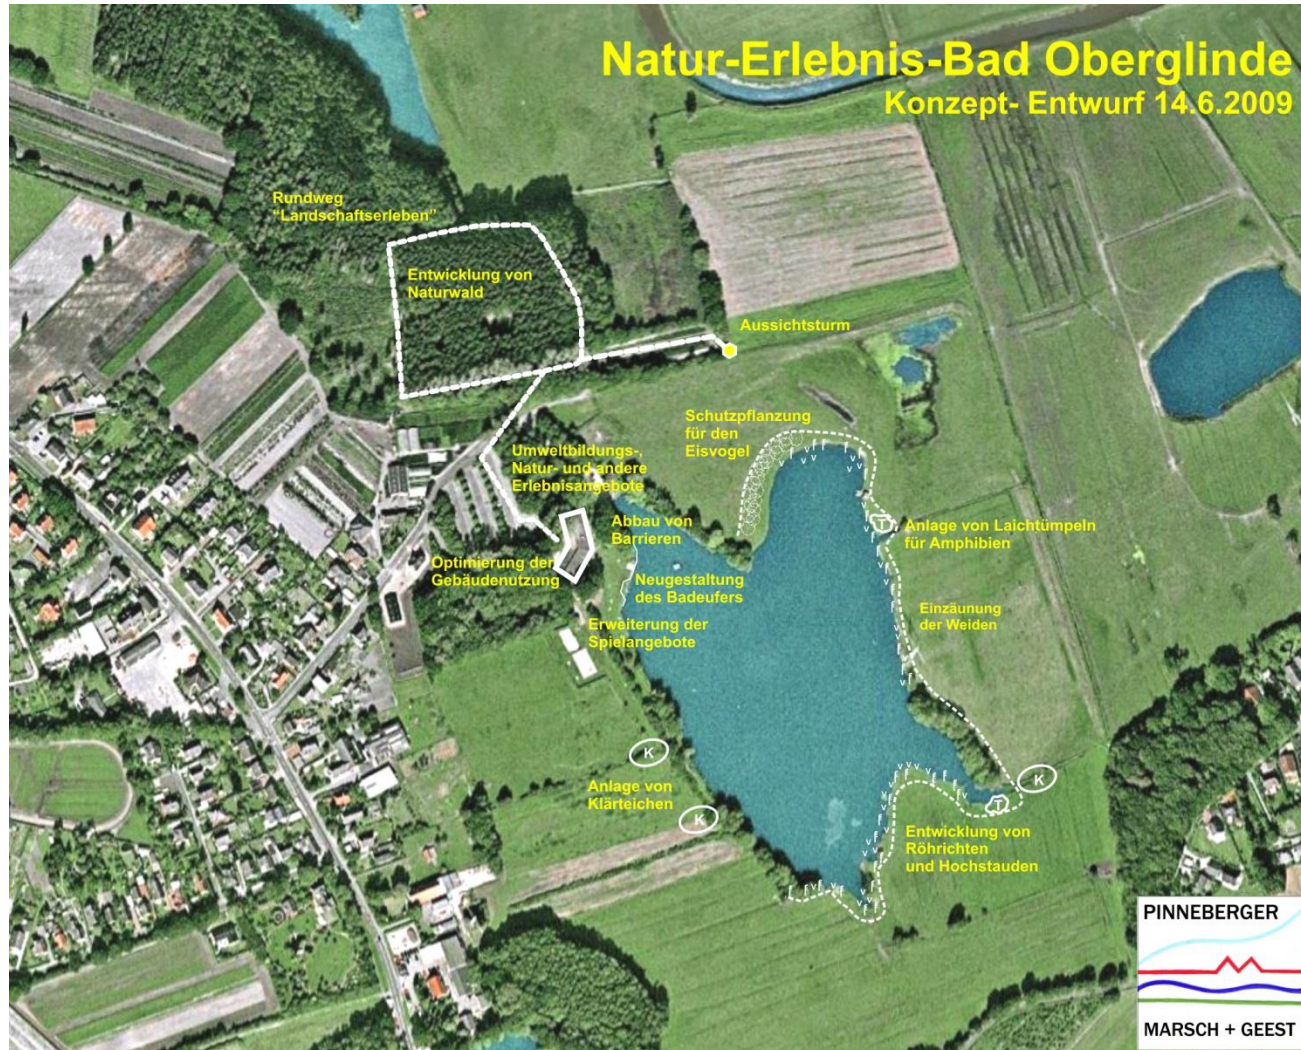 Natur-Erlebnis-Bad Oberglinde
Konzept- Entwurf 14.6.2009
Rundweg
"Landschaftserleben"
Entwicklung von
Naturwald
Aussichtsturm
Schutzpflanzung
für den
Eisvogel
Umweltbildungs-,
Natur- und andere
Erlebnisangebote
Abbau von
Barrieren
T
Anlage von Laichtümpeln
für Amphibien
Optimierung der
Gebäudenutzung
Neugestaltung
des Badeufers
Einzäunung
der Weiden
Erweiterung der
Spielangebote
K
K
Anlage von
Klärteichen
T
K
Entwicklung von
Röhrichten
und Hochstauden
PINNEBERGER
MARSCH + GEEST